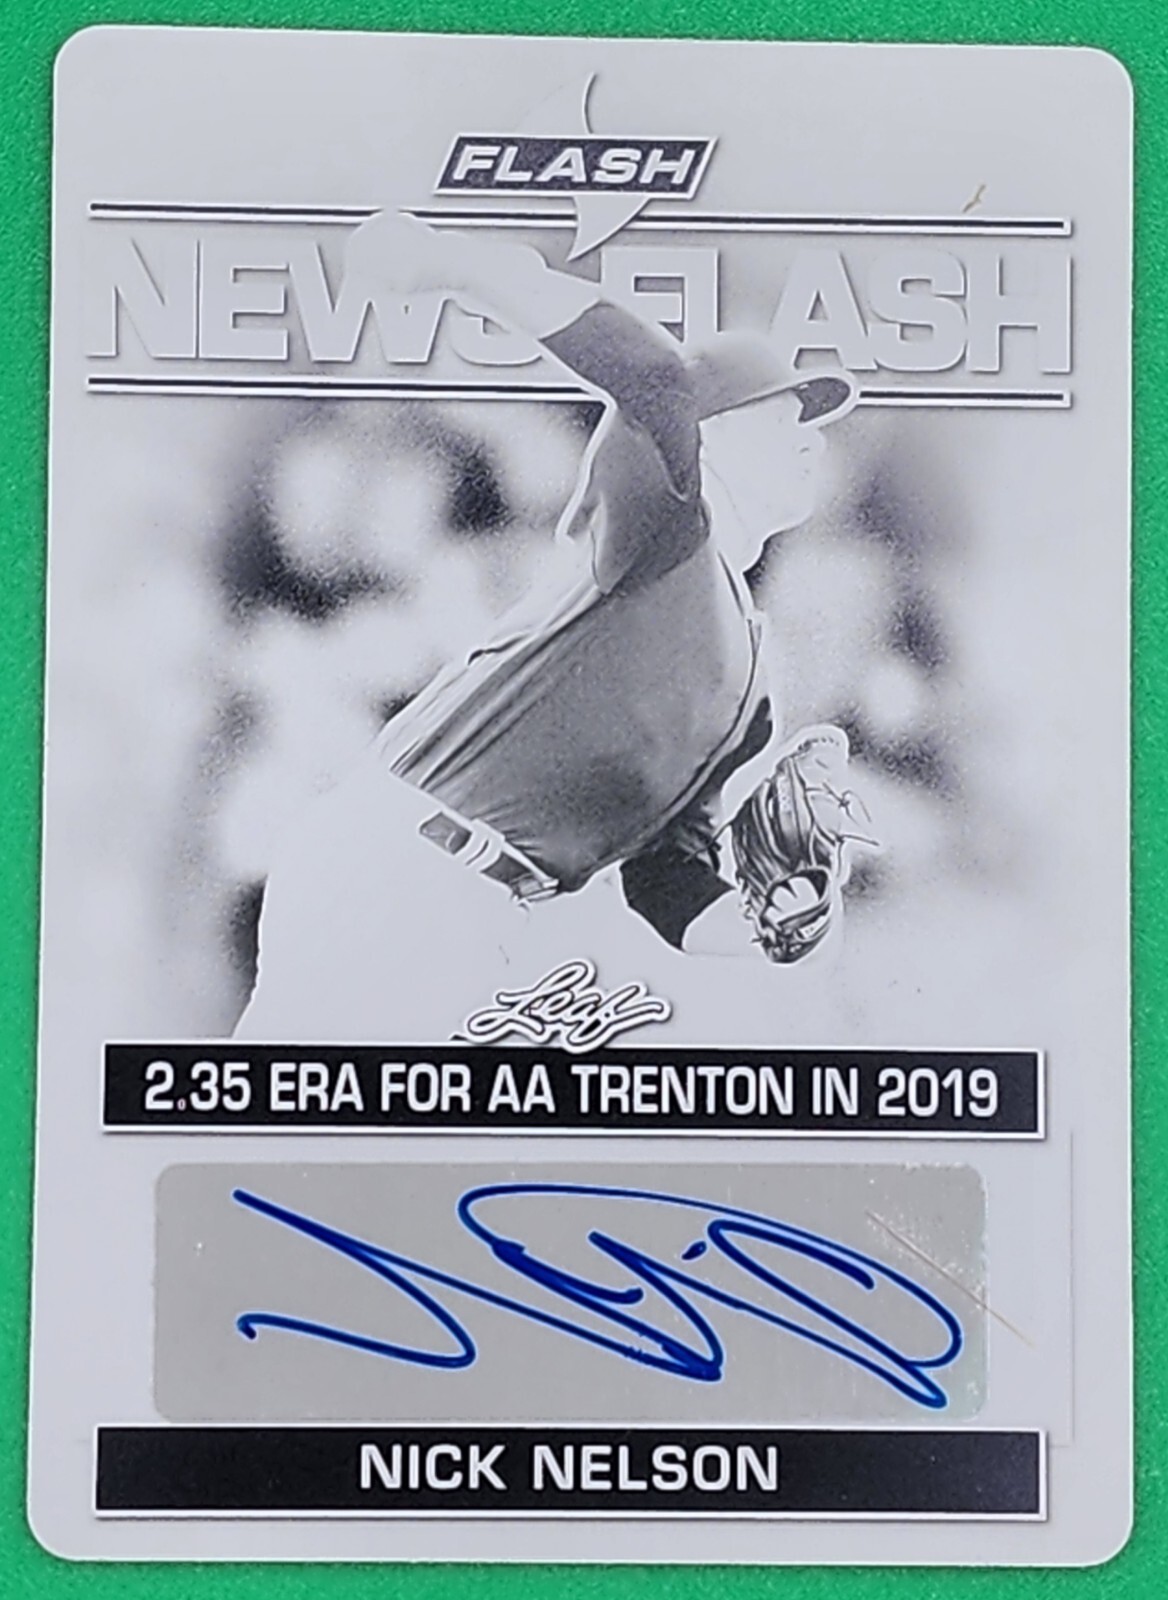 FLASH
NEWS FLASH
Leaf
2.35 ERA FOR AA TRENTON IN 2019
NICK NELSON